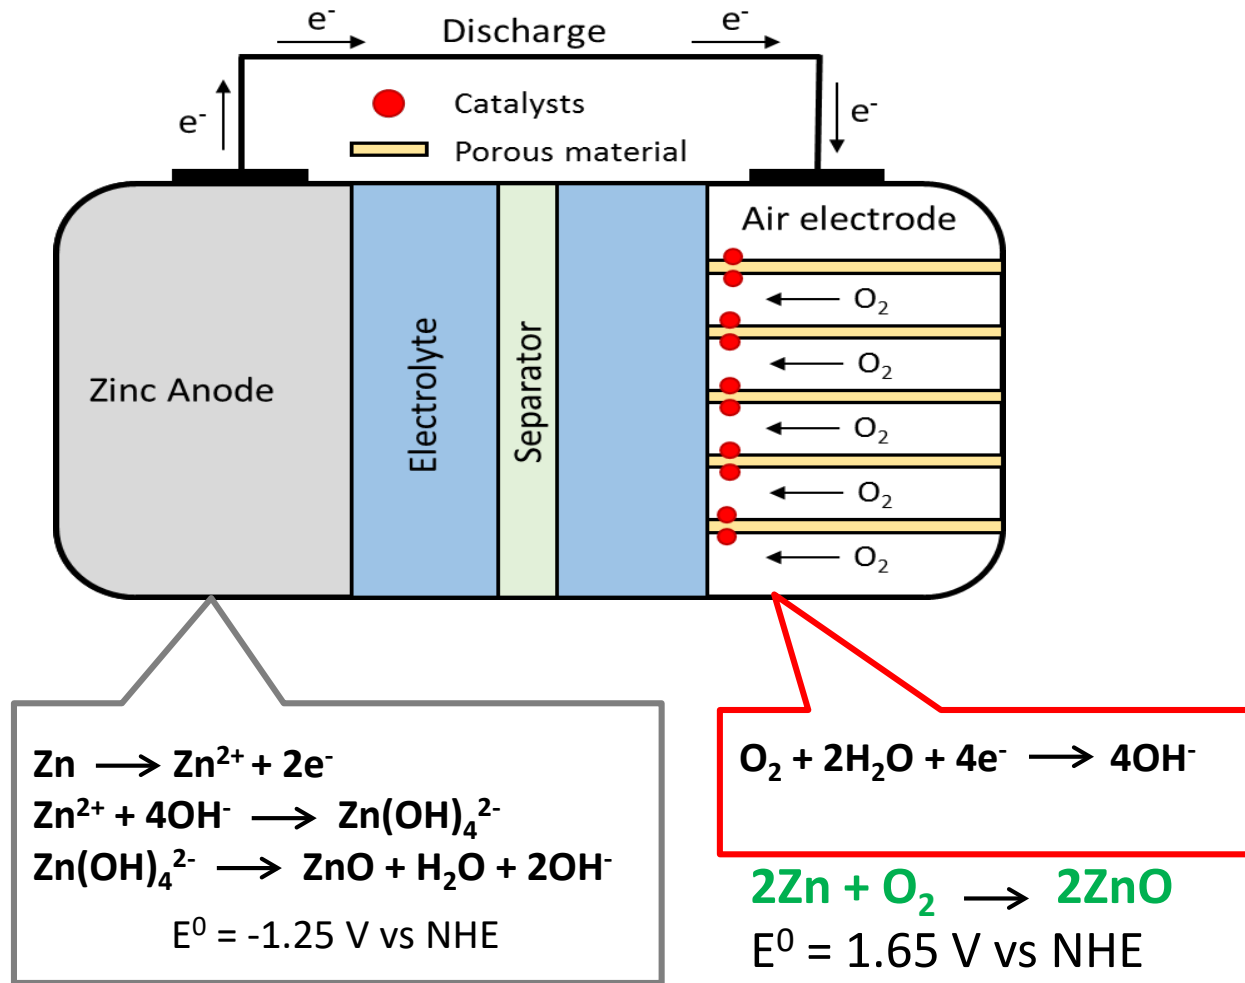 e⁻ e⁻
Discharge
e⁻ e⁻
Catalysts
Porous material
Zinc Anode
Electrolyte
Separator
Air electrode
O₂
O₂
O₂
O₂
O₂
Zn → Zn²⁺ + 2e⁻
Zn²⁺ + 4OH⁻ → Zn(OH)₄²⁻
Zn(OH)₄²⁻ → ZnO + H₂O + 2OH⁻
E⁰ = -1.25 V vs NHE
O₂ + 2H₂O + 4e⁻ → 4OH⁻
2Zn + O₂ → 2ZnO
E⁰ = 1.65 V vs NHE